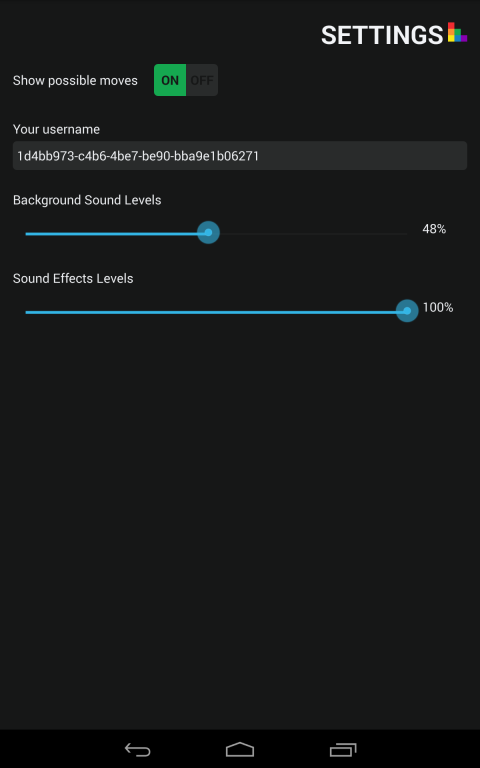 SETTINGS
Show possible moves ON OFF
Your username
1d4bb973-c4b6-4be7-be90-bba9e1b06271
Background Sound Levels
48%
Sound Effects Levels
100%